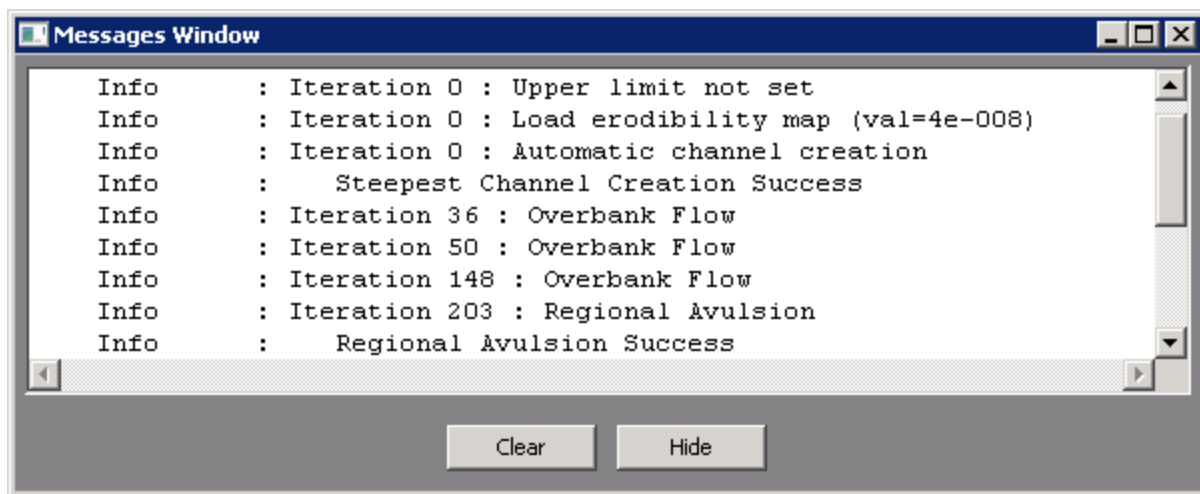 Messages Window
Info : Iteration 0 : Upper limit not set
Info : Iteration 0 : Load erodibility map (val=4e-008)
Info : Iteration 0 : Automatic channel creation
Info : Steepest Channel Creation Success
Info : Iteration 36 : Overbank Flow
Info : Iteration 50 : Overbank Flow
Info : Iteration 148 : Overbank Flow
Info : Iteration 203 : Regional Avulsion
Info : Regional Avulsion Success
Clear Hide